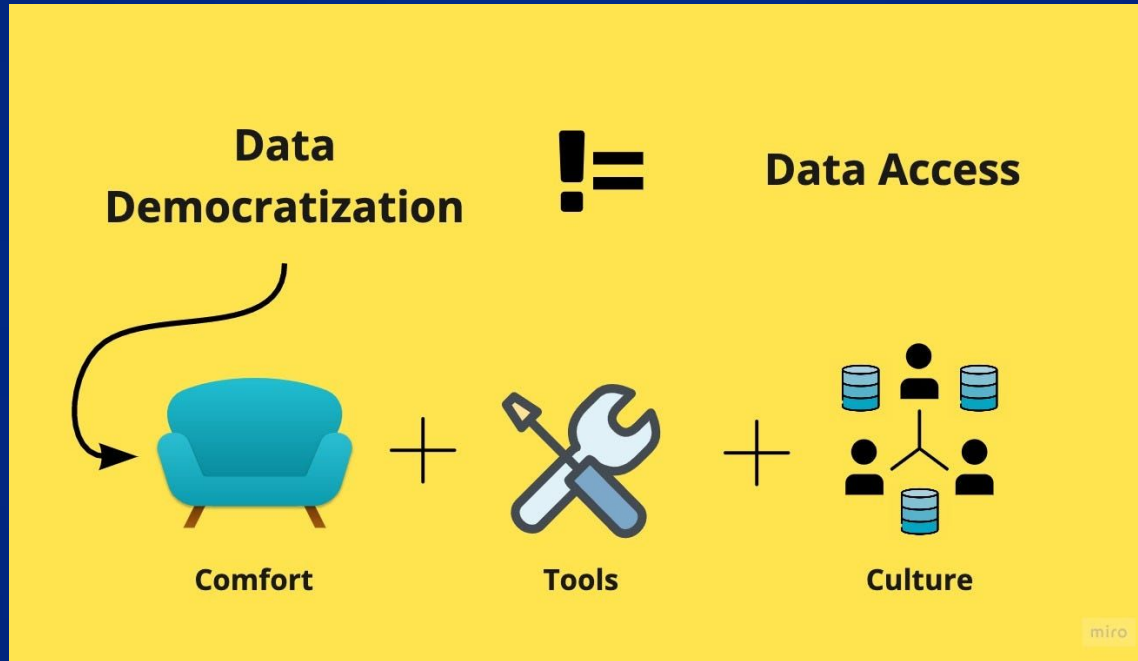 Data
Democratization
!=
Data Access
+
+
Comfort
Tools
Culture
miro